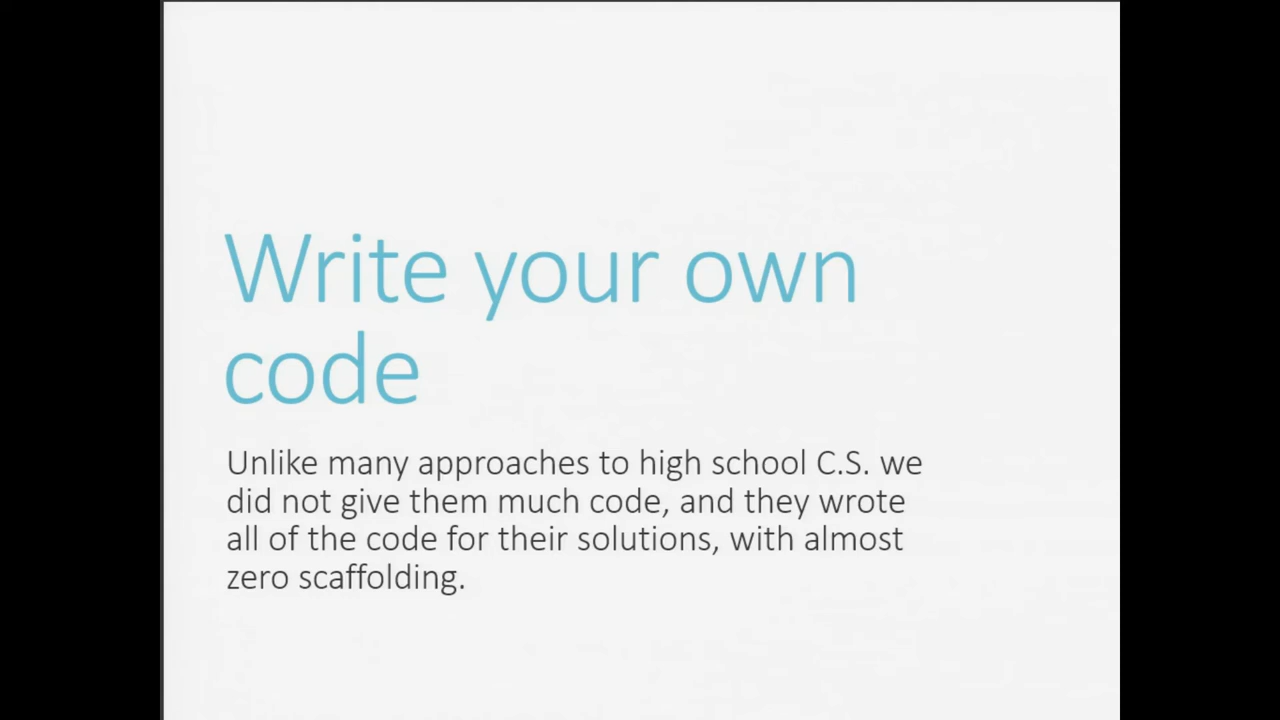 Write your own
code
Unlike many approaches to high school C.S. we
did not give them much code, and they wrote
all of the code for their solutions, with almost
zero scaffolding.